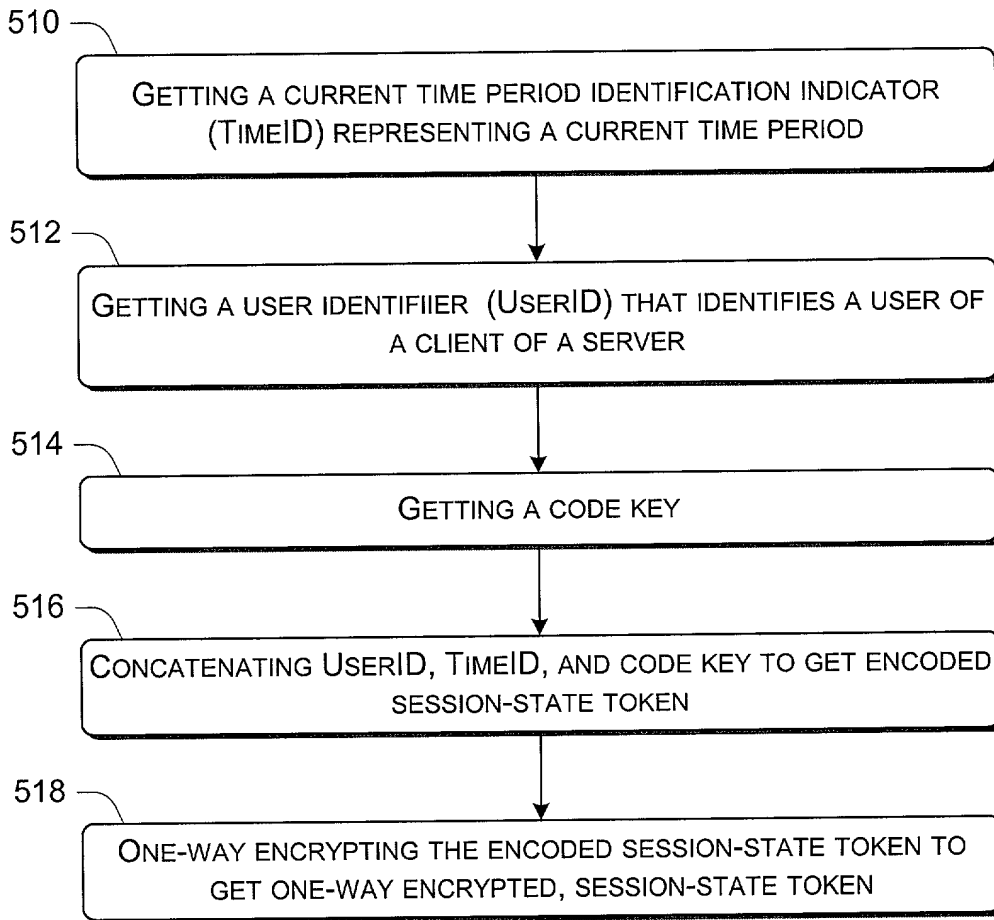 510
GETTING A CURRENT TIME PERIOD IDENTIFICATION INDICATOR
(TIMEID) REPRESENTING A CURRENT TIME PERIOD
512
GETTING A USER IDENTIFIIER (USERID) THAT IDENTIFIES A USER OF
A CLIENT OF A SERVER
514
GETTING A CODE KEY
516
CONCATENATING USERID, TIMEID, AND CODE KEY TO GET ENCODED
SESSION-STATE TOKEN
518
ONE-WAY ENCRYPTING THE ENCODED SESSION-STATE TOKEN TO
GET ONE-WAY ENCRYPTED, SESSION-STATE TOKEN